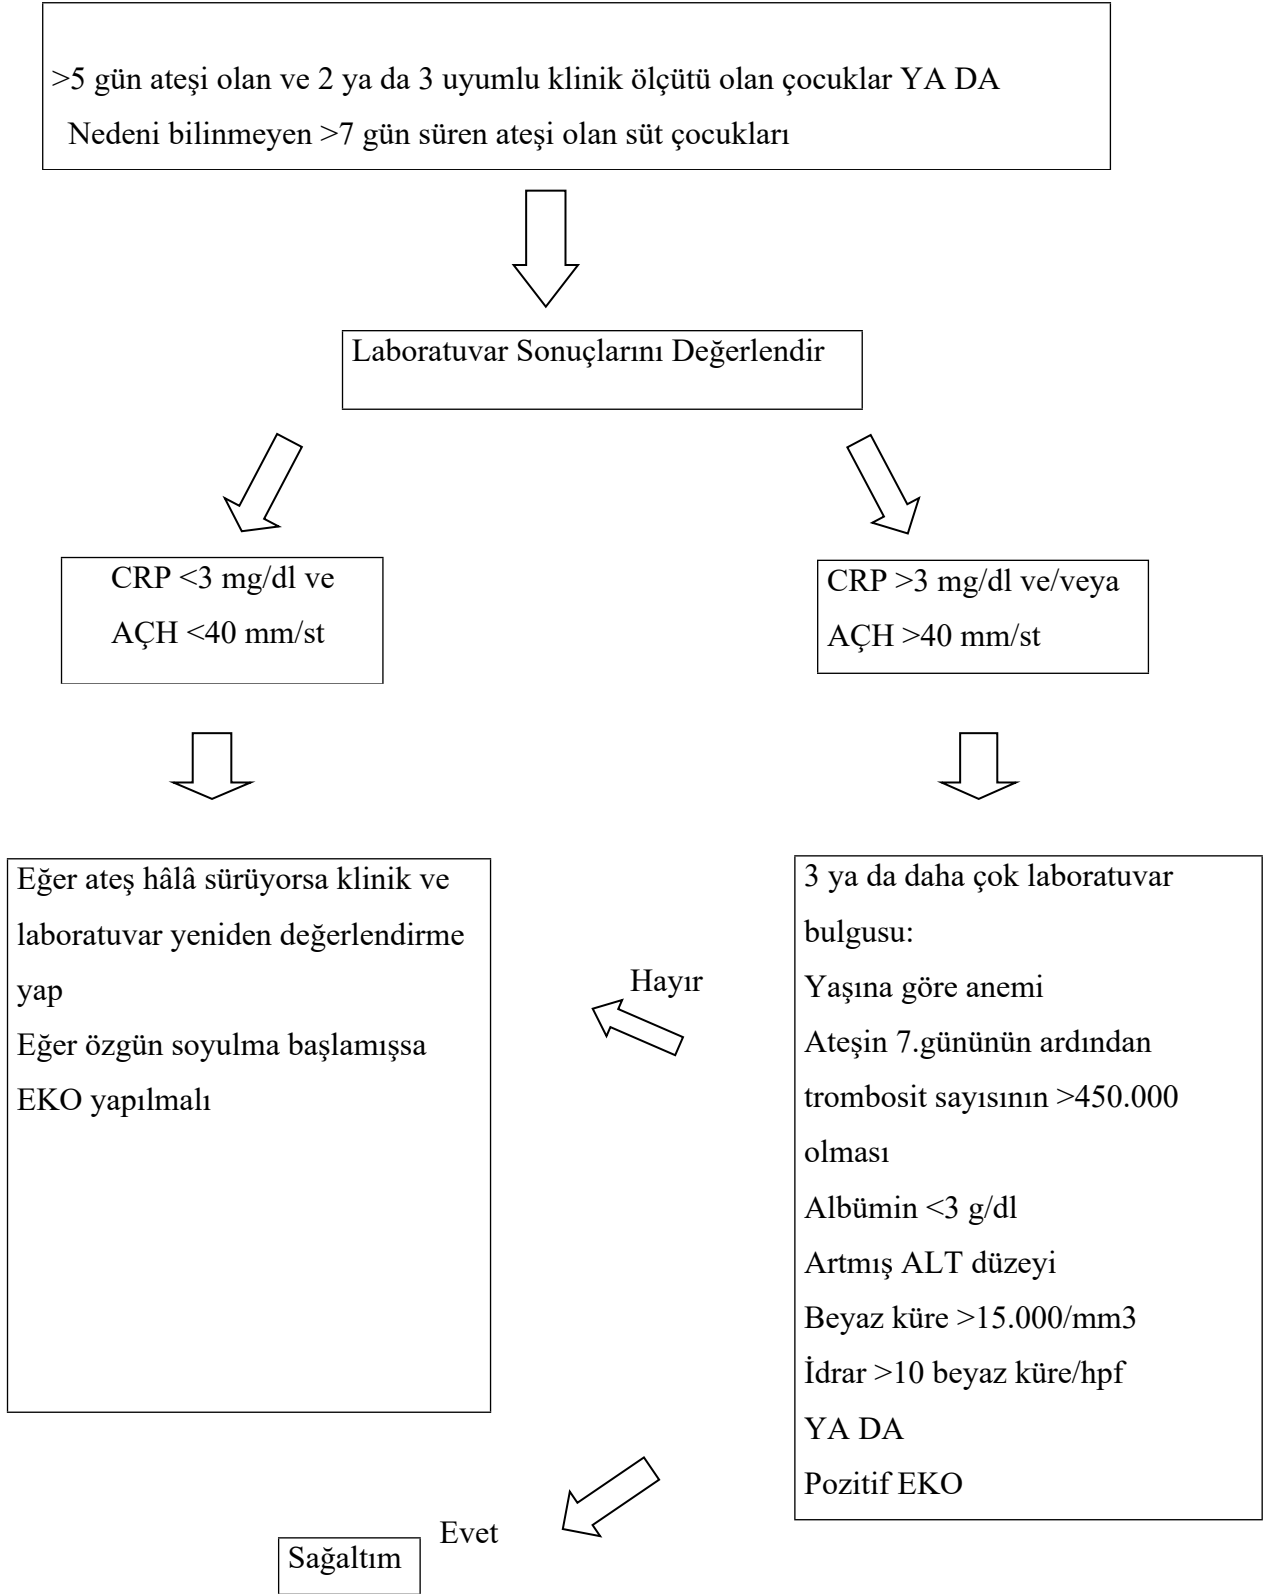 >5 gün ateşi olan ve 2 ya da 3 uyumlu klinik ölçütü olan çocuklar YA DA
Nedeni bilinmeyen >7 gün süren ateşi olan süt çocukları
Laboratuvar Sonuçlarını Değerlendir
CRP <3 mg/dl ve
AÇH <40 mm/st
CRP >3 mg/dl ve/veya
AÇH >40 mm/st
Eğer ateş hâlâ sürüyorsa klinik ve
laboratuvar yeniden değerlendirme
yap
Eğer özgün soyulma başlamışsa
EKO yapılmalı
Hayır
3 ya da daha çok laboratuvar
bulgusu:
Yaşına göre anemi
Ateşin 7.gününün ardından
trombosit sayısının >450.000
olması
Albümin <3 g/dl
Artmış ALT düzeyi
Beyaz küre >15.000/mm3
İdrar >10 beyaz küre/hpf
YA DA
Pozitif EKO
Evet
Sağaltım